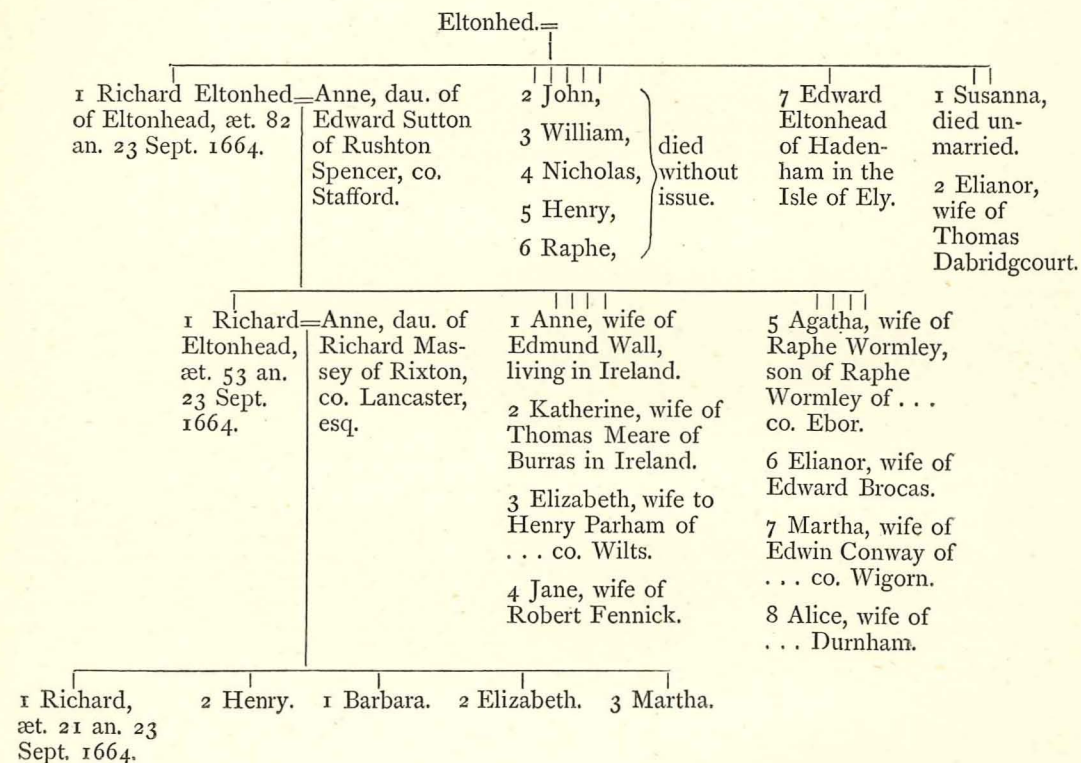 Eltonhed.=
1 Richard Eltonhed=
of Eltonhead, æt. 82
an. 23 Sept. 1664.
Anne, dau. of
Edward Sutton
of Rushton
Spencer, co.
Stafford.
2 John,
3 William,
4 Nicholas,
5 Henry,
6 Raphe,
died
without
issue.
7 Edward
Eltonhead
of Haden-
ham in the
Isle of Ely.
1 Susanna,
died un-
married.
2 Elianor,
wife of
Thomas
Dabridgcourt.
1 Richard=
Eltonhead,
æt. 53 an.
23 Sept.
1664.
Anne, dau. of
Richard Mas-
sey of Rixton,
co. Lancaster,
esq.
1 Anne, wife of
Edmund Wall,
living in Ireland.
2 Katherine, wife of
Thomas Meare of
Burras in Ireland.
3 Elizabeth, wife to
Henry Parham of
. . . co. Wilts.
4 Jane, wife of
Robert Fennick.
5 Agatha, wife of
Raphe Wormley,
son of Raphe
Wormley of . . .
co. Ebor.
6 Elianor, wife of
Edward Brocas.
7 Martha, wife of
Edwin Conway of
. . . co. Wigorn.
8 Alice, wife of
. . . Durnham.
1 Richard,
æt. 21 an. 23
Sept. 1664.
2 Henry.
1 Barbara.
2 Elizabeth.
3 Martha.